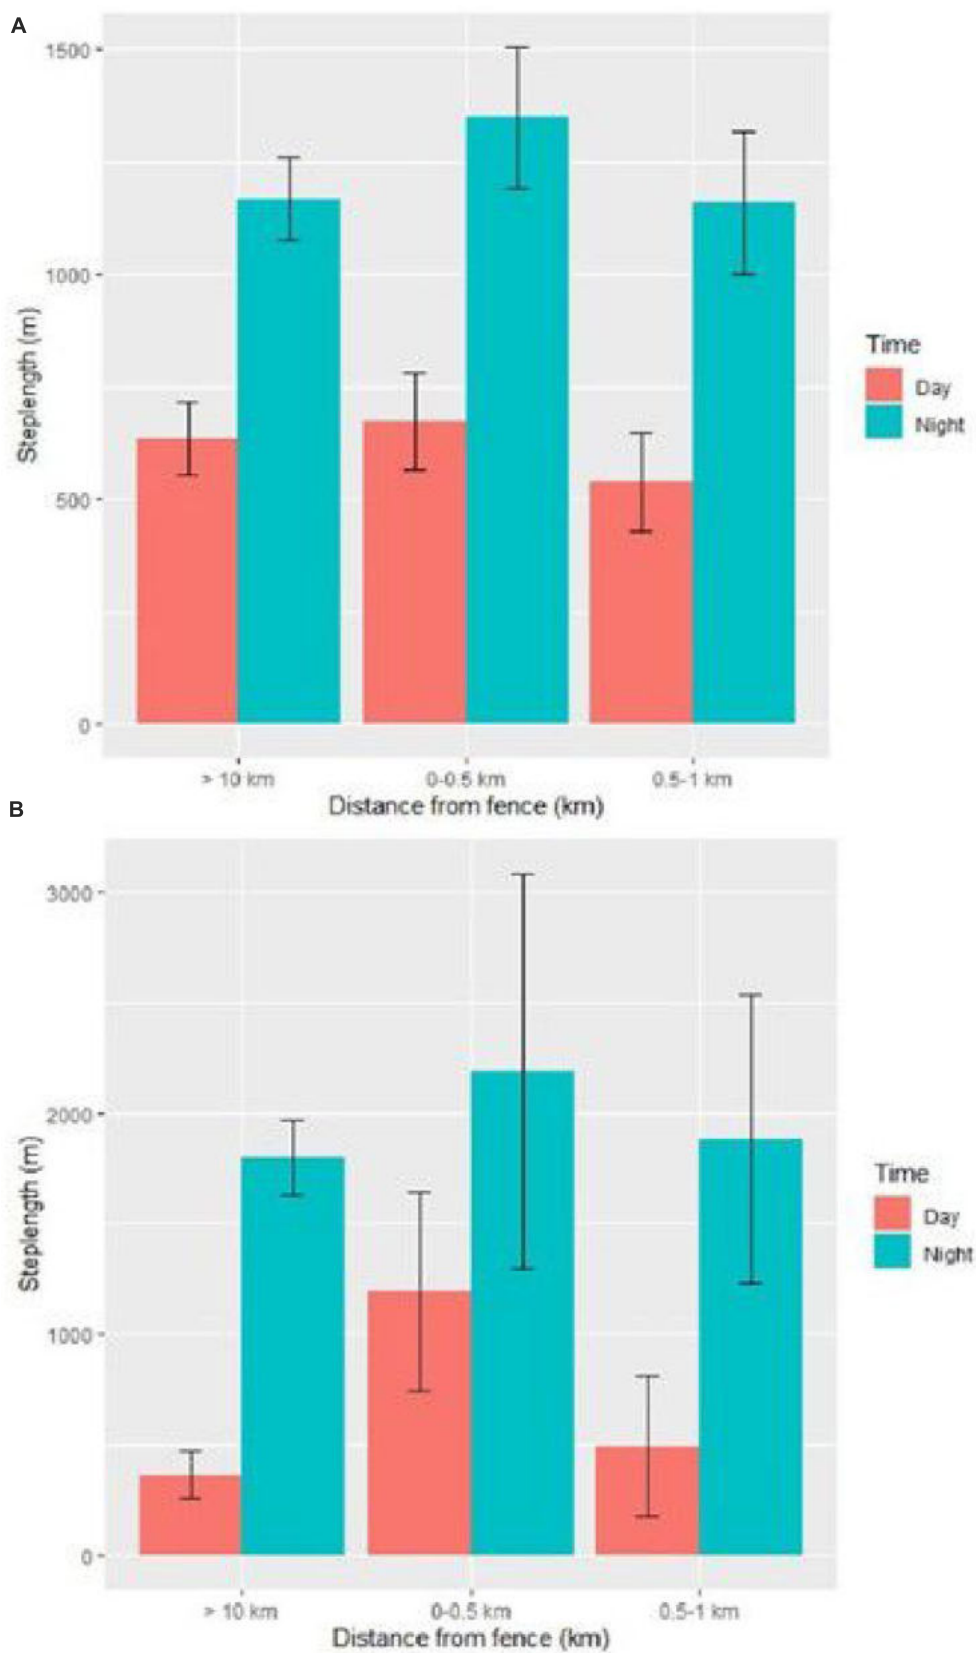 A
1500
1000
500
0
Steplength (m)
> 10 km
0-0.5 km
0.5-1 km
Distance from fence (km)
Time
Day
Night
B
3000
2000
1000
0
Steplength (m)
> 10 km
0-0.5 km
0.5-1 km
Distance from fence (km)
Time
Day
Night